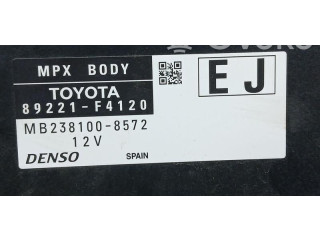 MPX BODY
TOYOTA
89221-F4120
MB238100-8572
12V
DENSO
SPAIN
EJ